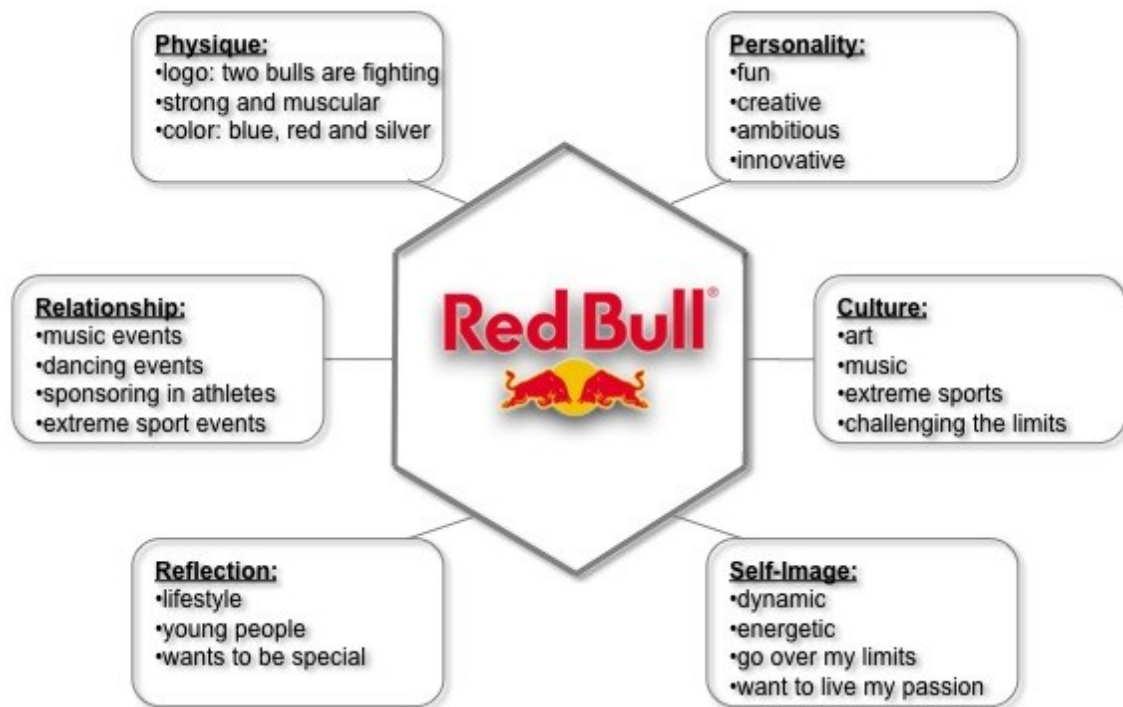 Physique:
•logo: two bulls are fighting
•strong and muscular
•color: blue, red and silver
Personality:
•fun
•creative
•ambitious
•innovative
Relationship:
•music events
•dancing events
•sponsoring in athletes
•extreme sport events
Red Bull®
Culture:
•art
•music
•extreme sports
•challenging the limits
Reflection:
•lifestyle
•young people
•wants to be special
Self-Image:
•dynamic
•energetic
•go over my limits
•want to live my passion